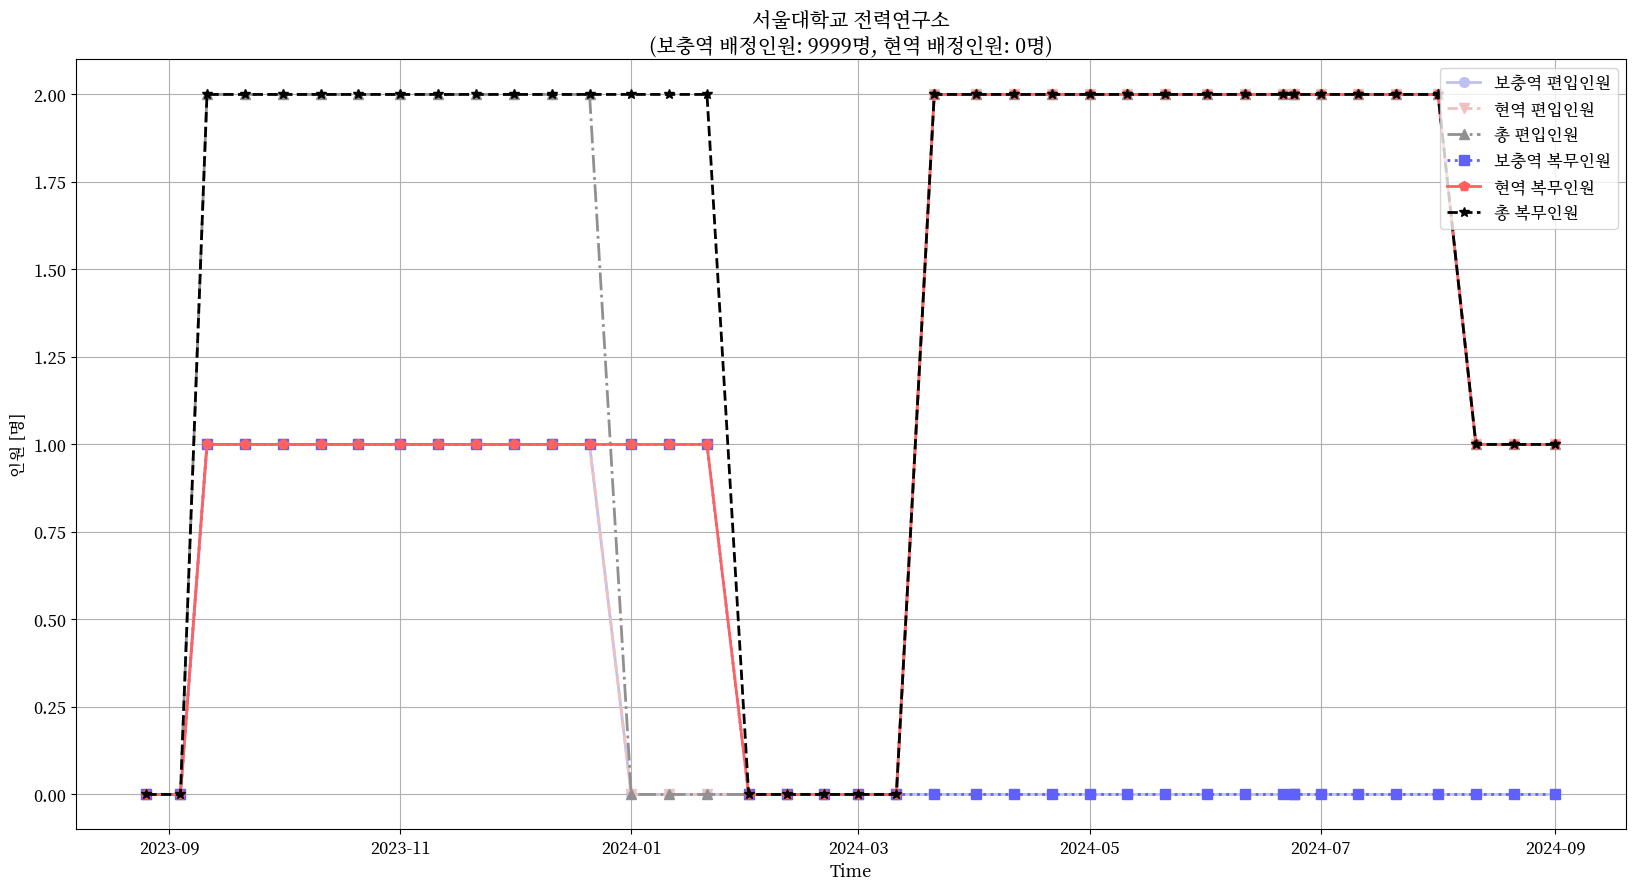 서울대학교 전력연구소
(보충역 배정인원: 9999명, 현역 배정인원: 0명)
보충역 편입인원
현역 편입인원
총 편입인원
보충역 복무인원
현역 복무인원
총 복무인원
인원 [명]
2.00
1.75
1.50
1.25
1.00
0.75
0.50
0.25
0.00
2023-09
2023-11
2024-01
2024-03
2024-05
2024-07
2024-09
Time